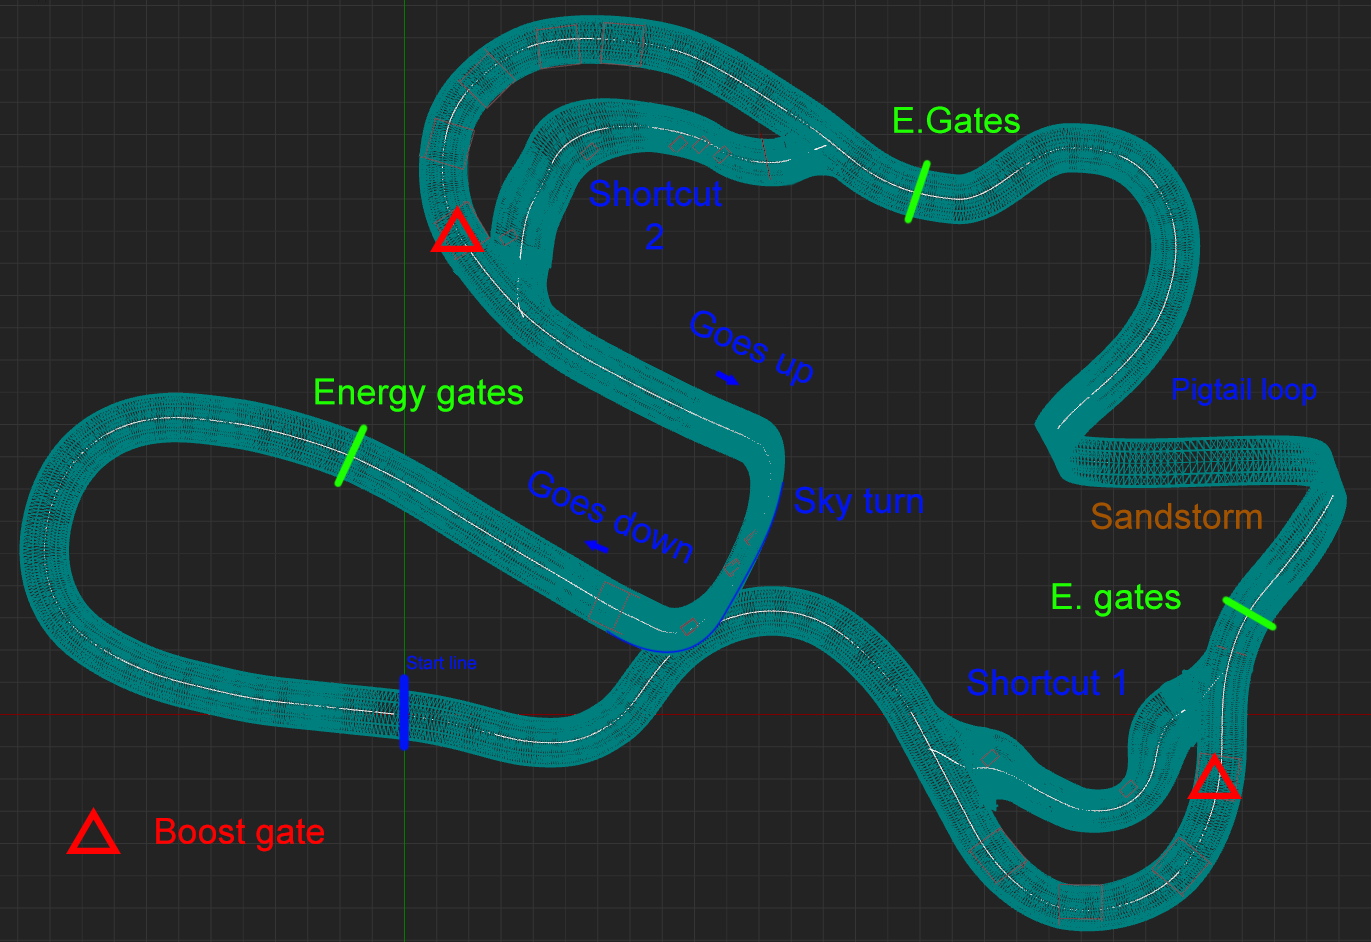 E.Gates
Shortcut
2
Goes up
Pigtail loop
Energy gates
Goes down
Sky turn
Sandstorm
E. gates
Start line
Shortcut 1
Boost gate